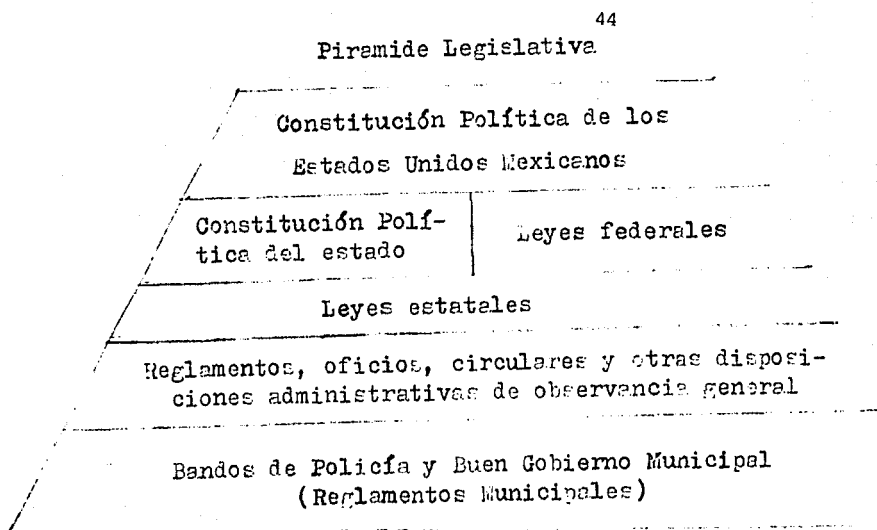 44
Piramide Legislativa
Constitución Política de los
Estados Unidos Mexicanos
Constitución Polí-
tica del estado
Leyes federales
Leyes estatales
Reglamentos, oficios, circulares y otras disposi-
ciones administrativas de observancia general
Bandos de Policía y Buen Gobierno Municipal
(Reglamentos Municipales)